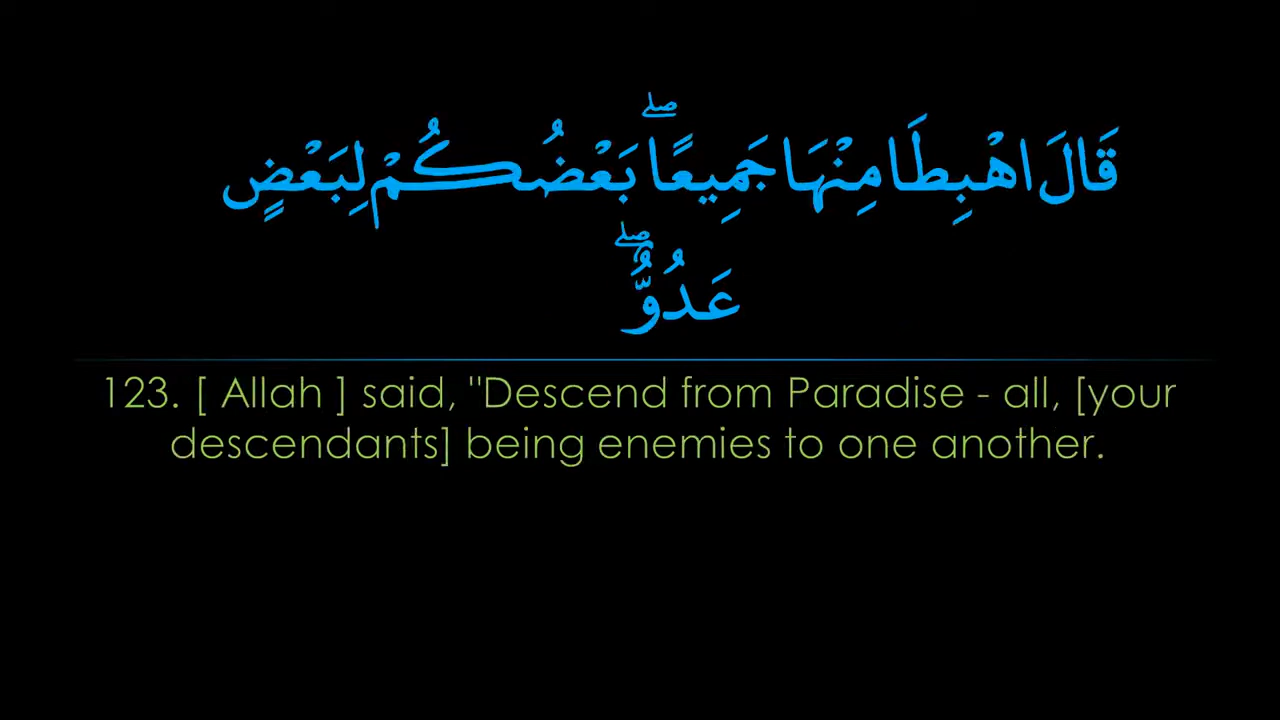 قَالَ اهْبِطَا مِنْهَا جَمِيعًا ۖ بَعْضُكُمْ لِبَعْضٍ
عَدُوٌّ ۖ
123. [ Allah ] said, "Descend from Paradise - all, [your
descendants] being enemies to one another.